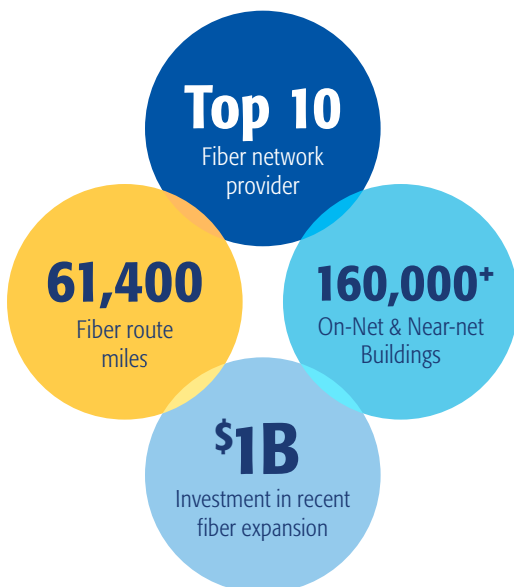 Top 10
Fiber network
provider
61,400
Fiber route
miles
160,000+
On-Net & Near-net
Buildings
$1B
Investment in recent
fiber expansion